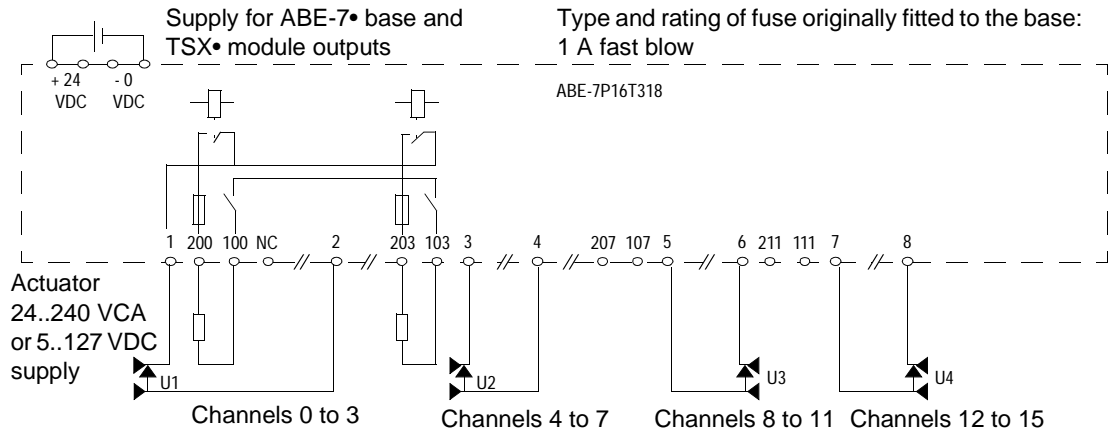 Supply for ABE-7• base and
TSX• module outputs
Type and rating of fuse originally fitted to the base:
1 A fast blow
+ 24
VDC
- 0
VDC
ABE-7P16T318
1 200 100 NC 2 203 103 3 4 207 107 5 6 211 111 7 8
Actuator
24..240 VCA
or 5..127 VDC
supply
U1 U2 U3 U4
Channels 0 to 3 Channels 4 to 7 Channels 8 to 11 Channels 12 to 15